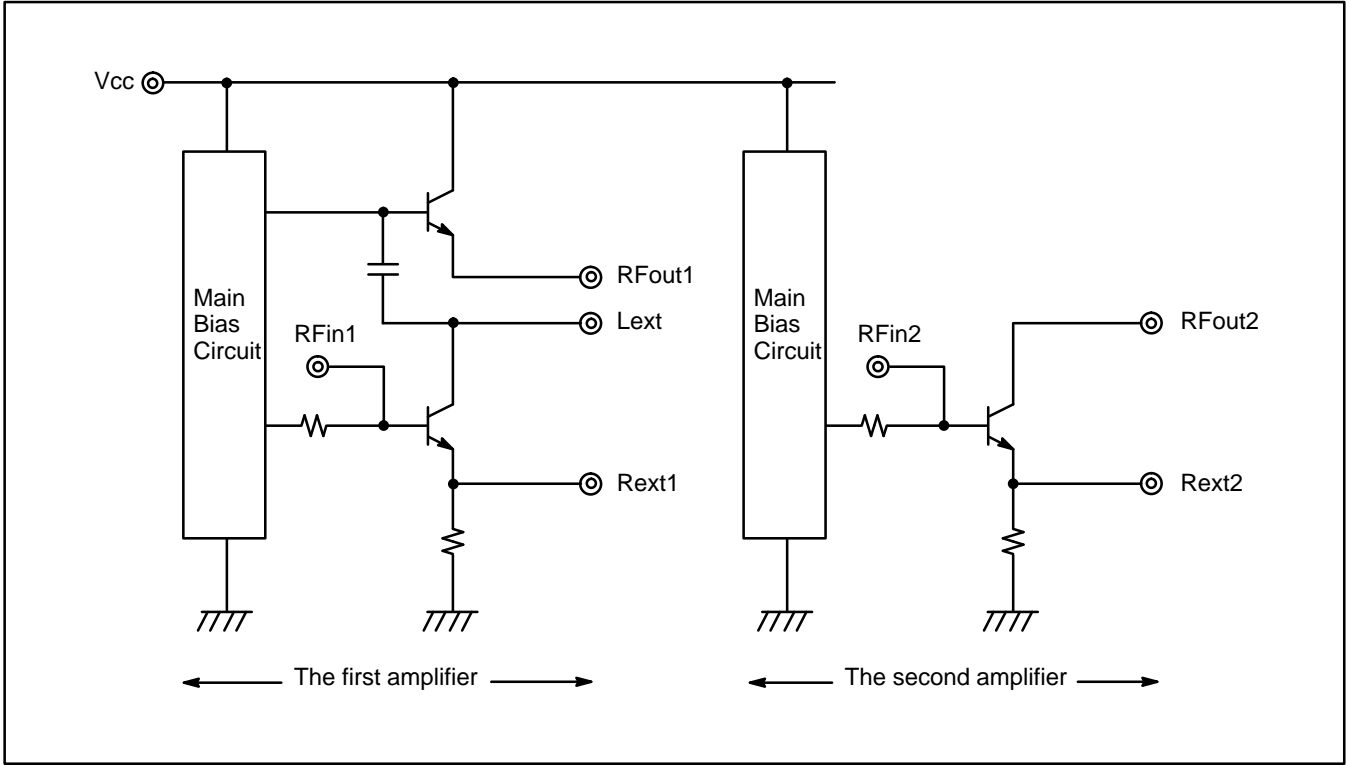 Vcc
RFout1
Main
Bias
Circuit
RFin1
Lext
Rext1
Main
Bias
Circuit
RFin2
RFout2
Rext2
The first amplifier
The second amplifier